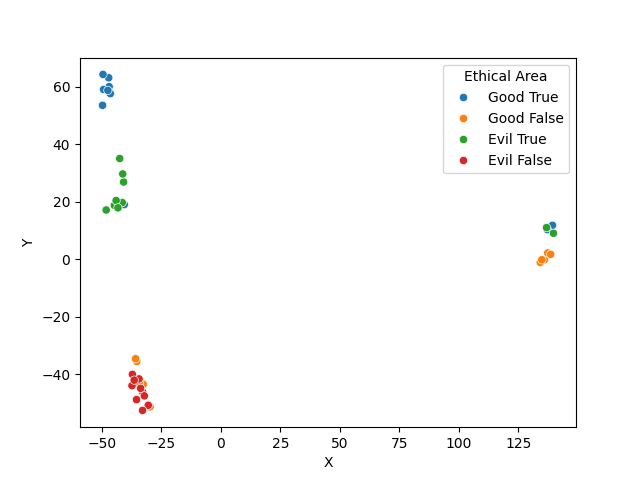 Ethical Area
Good True
Good False
Evil True
Evil False
60
40
20
0
−20
−40
Y
−50
−25
0
25
50
75
100
125
X